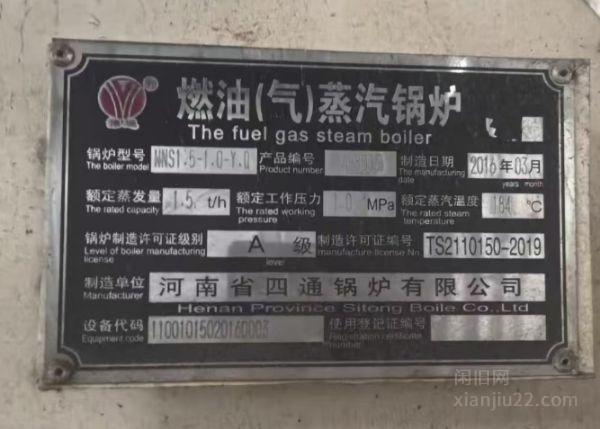 燃油(气)蒸汽锅炉
The fuel gas steam boiler
锅炉型号 WNS1.5-1.0-Y.Q 产品编号 制造日期 2016年03月
The boiler model Product number The manufacturing date years month
额定蒸发量 1.5 t/h 额定工作压力 1.0 MPa 额定蒸汽温度 184 ℃
The rated capacity The rated working pressure The rated steam temperature
锅炉制造许可证级别 A 级 制造许可证编号 TS2110150-2019
Level of boiler manufacturing license level manufacture license No
制造单位 河南省四通锅炉有限公司
Manufacturer Henan Province Sitong Boile Co.,Ltd
设备代码 使用登记证编号
Equipment code Registration certificate number
闲旧网
xianjiu22.com